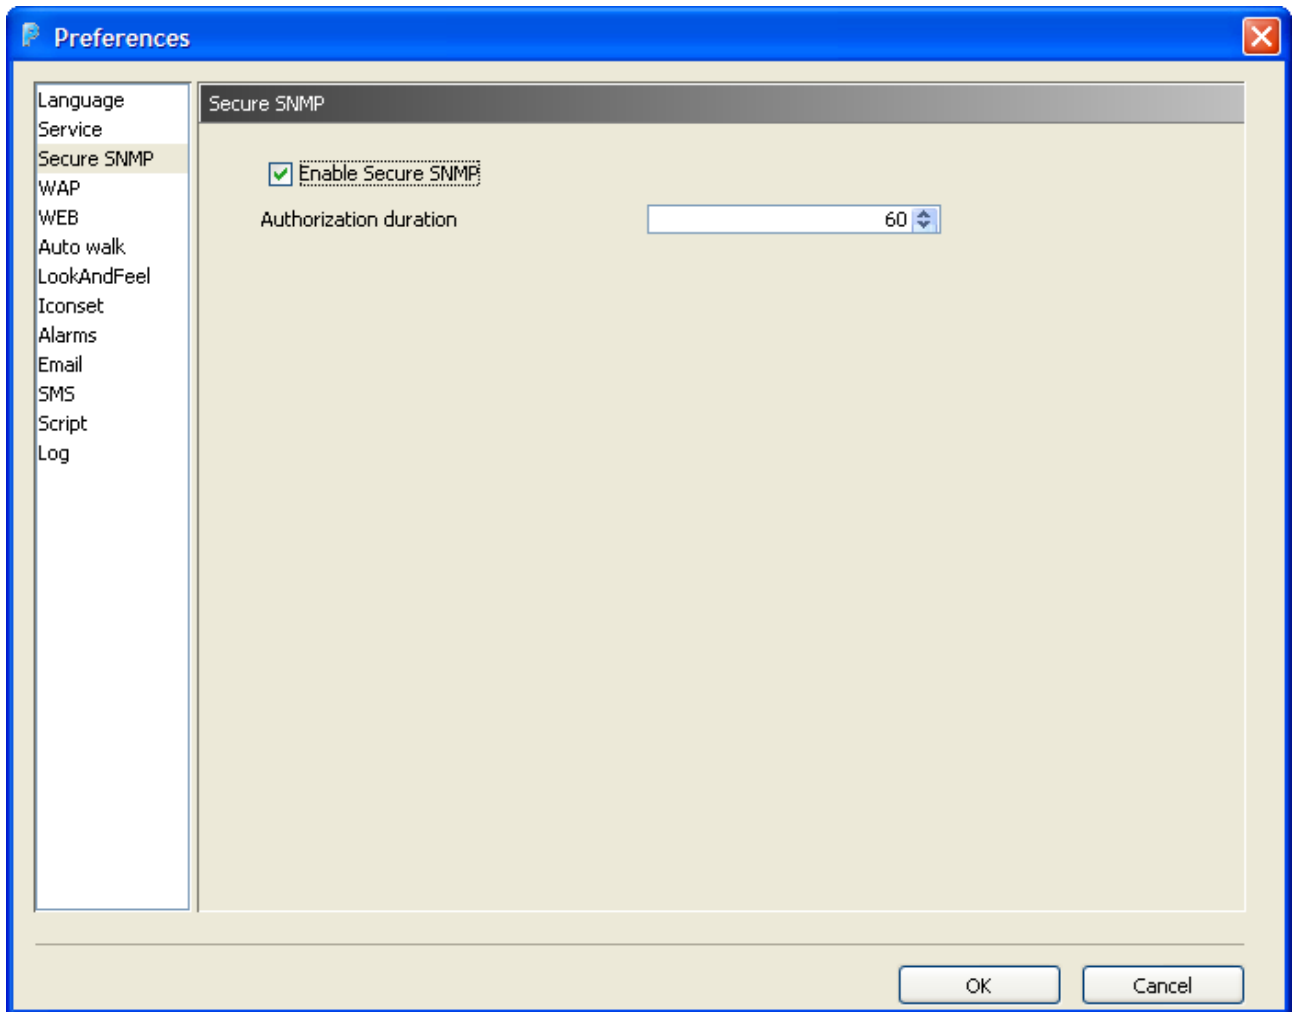 Preferences
Language
Service
Secure SNMP
WAP
WEB
Auto walk
LookAndFeel
Iconset
Alarms
Email
SMS
Script
Log
Secure SNMP
Enable Secure SNMP
Authorization duration 60
OK Cancel